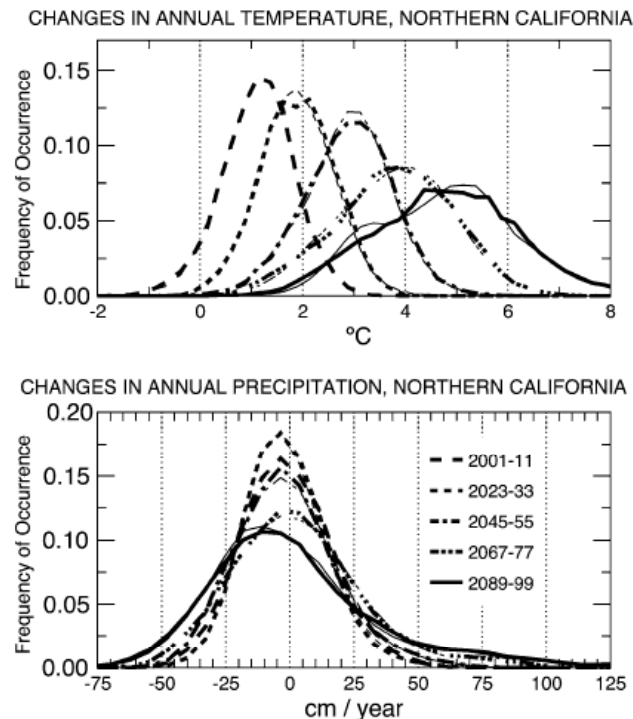 CHANGES IN ANNUAL TEMPERATURE, NORTHERN CALIFORNIA
Frequency of Occurrence
0.15
0.10
0.05
0.00
-2 0 2 4 6 8
ºC
CHANGES IN ANNUAL PRECIPITATION, NORTHERN CALIFORNIA
Frequency of Occurrence
0.20
0.15
0.10
0.05
0.00
2001-11
2023-33
2045-55
2067-77
2089-99
-75 -50 -25 0 25 50 75 100 125
cm / year